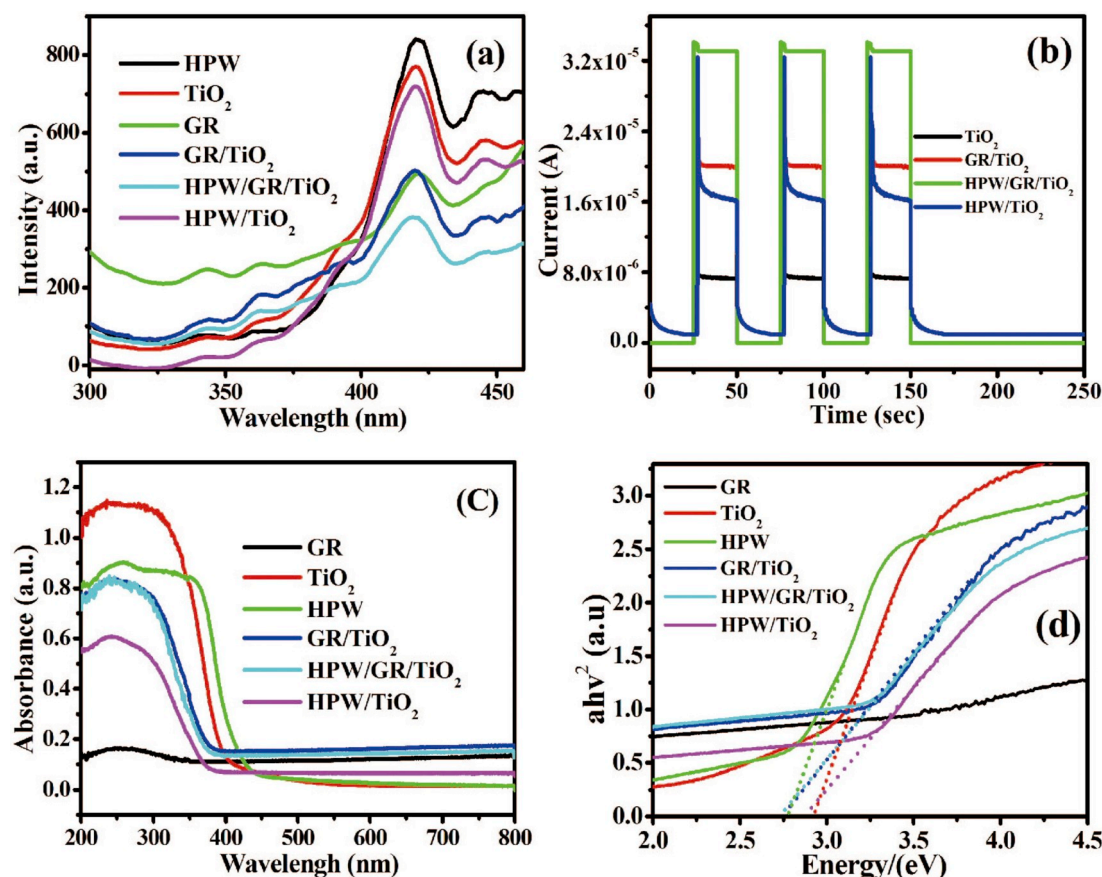 (a)
HPW
TiO₂
GR
GR/TiO₂
HPW/GR/TiO₂
HPW/TiO₂
Intensity (a.u.)
800
600
400
200
0
300 350 400 450
Wavelength (nm)
(b)
TiO₂
GR/TiO₂
HPW/GR/TiO₂
HPW/TiO₂
Current (A)
3.2x10⁻⁵
2.4x10⁻⁵
1.6x10⁻⁵
8.0x10⁻⁶
0.0
0 50 100 150 200 250
Time (sec)
(C)
GR
TiO₂
HPW
GR/TiO₂
HPW/GR/TiO₂
HPW/TiO₂
Absorbance (a.u.)
1.2
1.0
0.8
0.6
0.4
0.2
0.0
200 300 400 500 600 700 800
Wavelengh (nm)
(d)
GR
TiO₂
HPW
GR/TiO₂
HPW/GR/TiO₂
HPW/TiO₂
ahv² (a.u)
3.0
2.5
2.0
1.5
1.0
0.5
0.0
2.0 2.5 3.0 3.5 4.0 4.5
Energy/(eV)